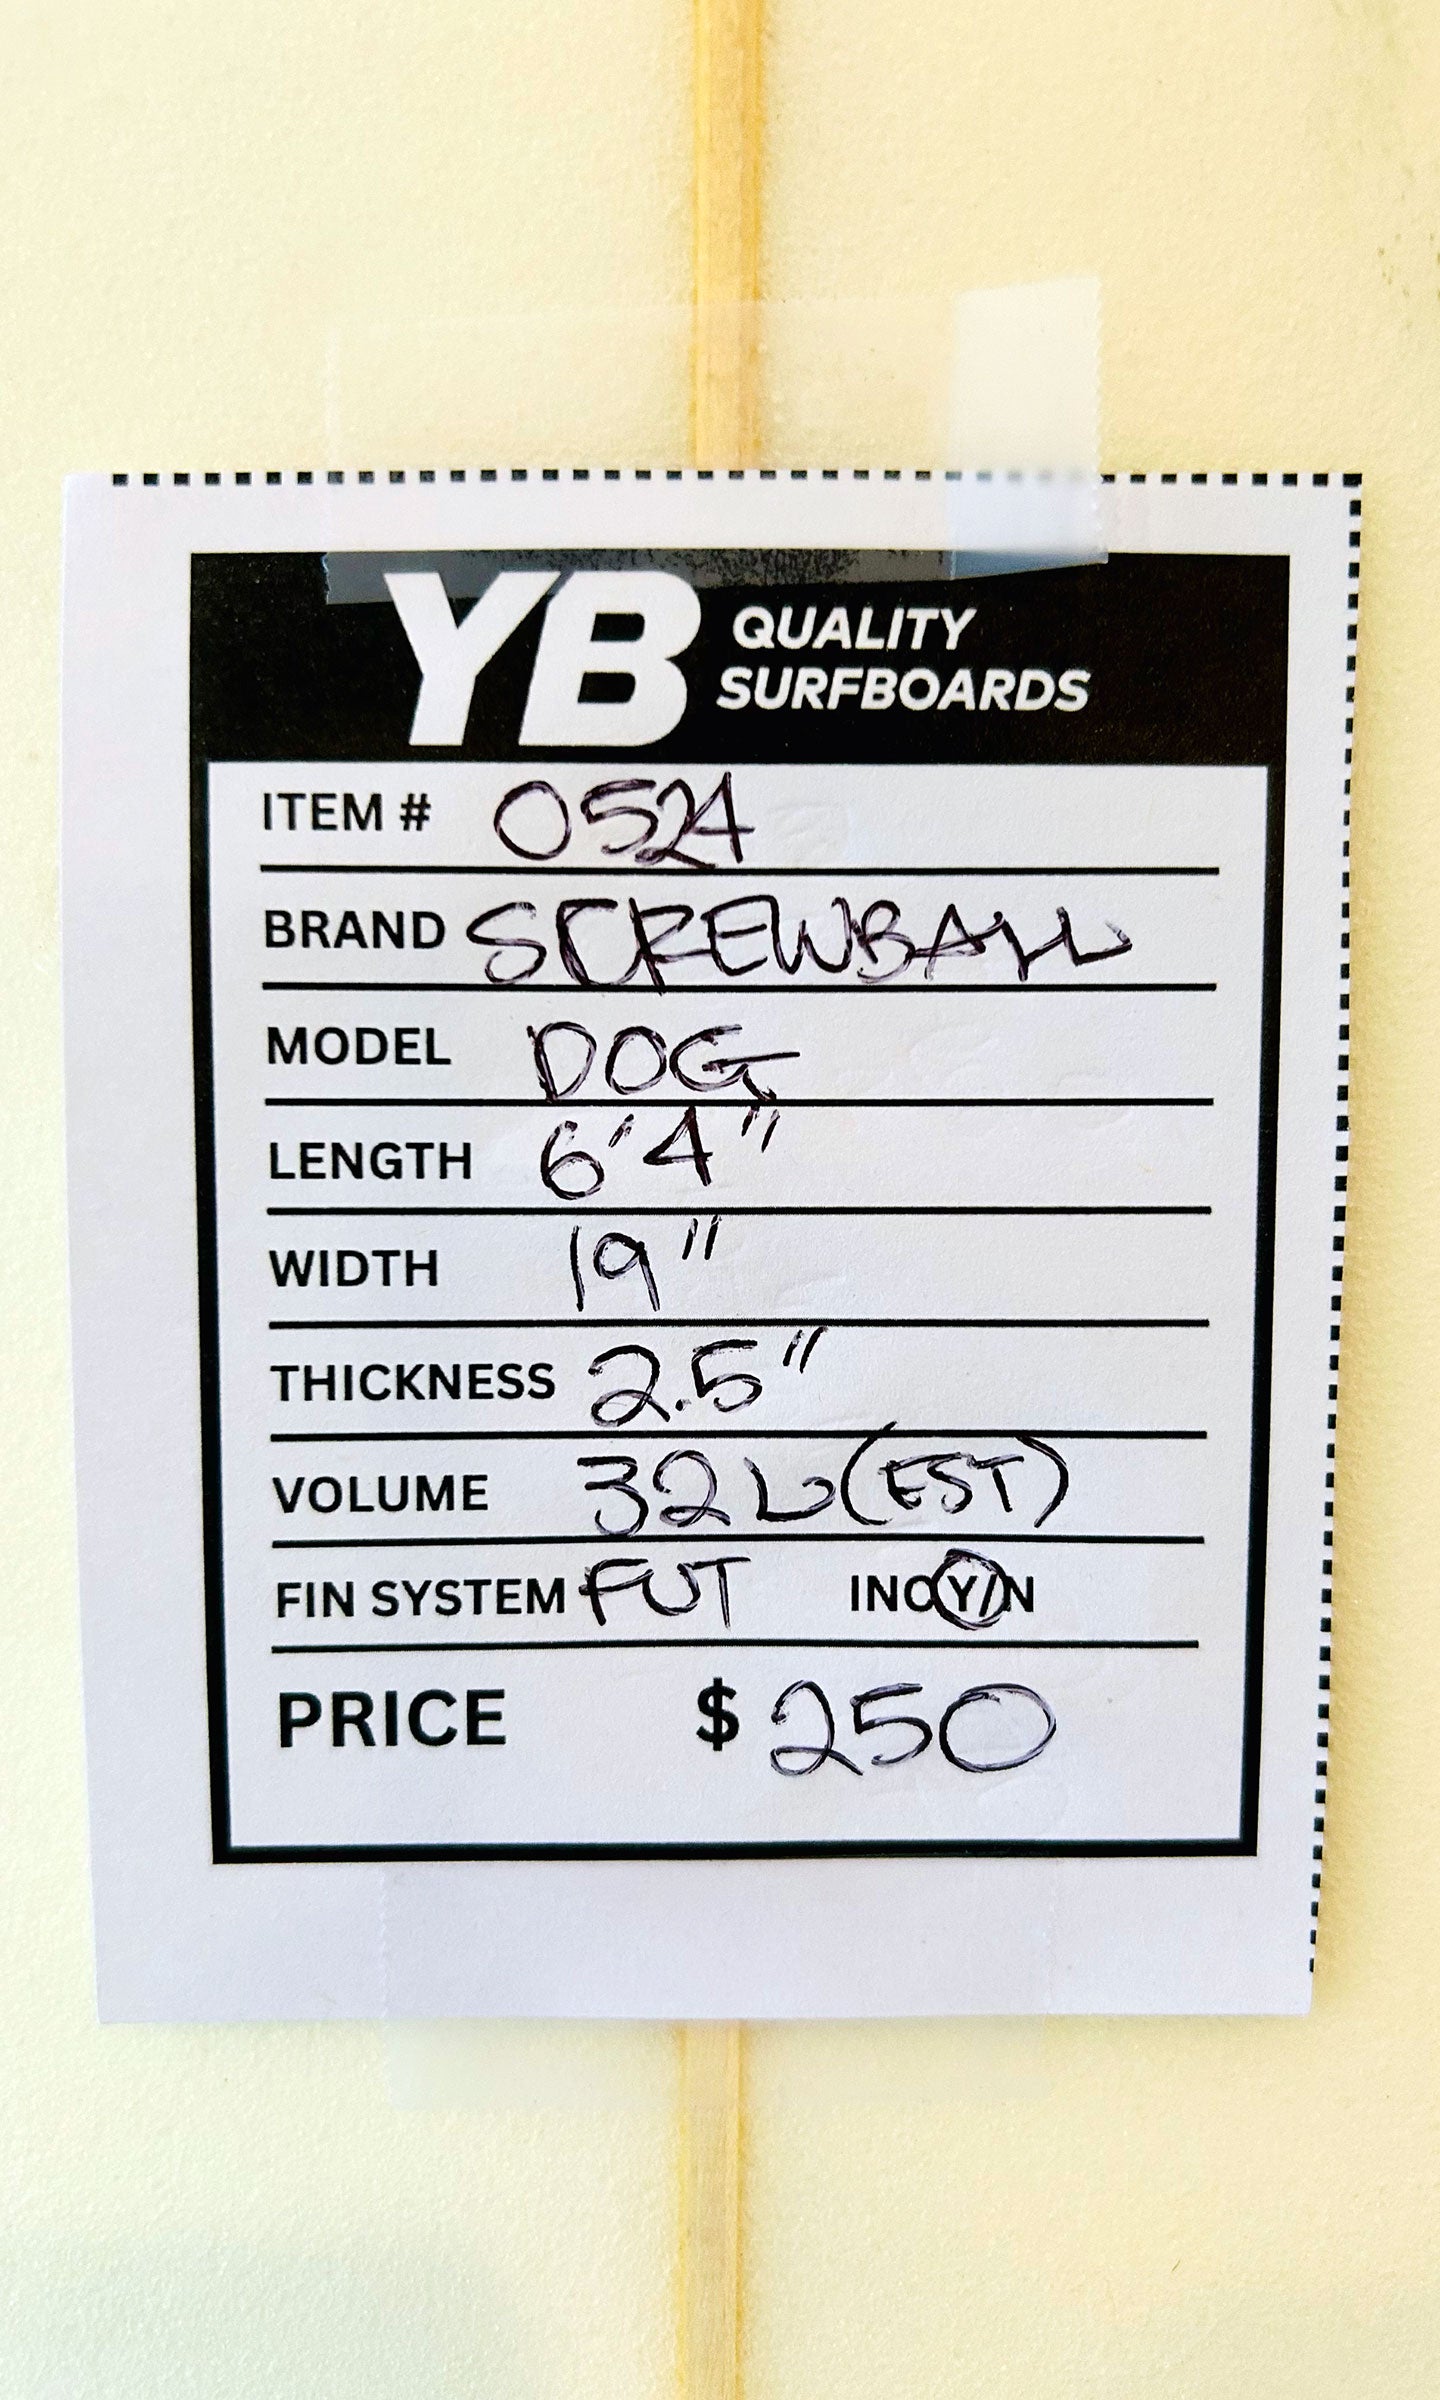 YB QUALITY
SURFBOARDS
ITEM # 0524
BRAND SCREWBALL
MODEL DOG
LENGTH 6'4"
WIDTH 19"
THICKNESS 2.5"
VOLUME 32 L (EST)
FIN SYSTEM FUT INC Y/N
PRICE $ 250